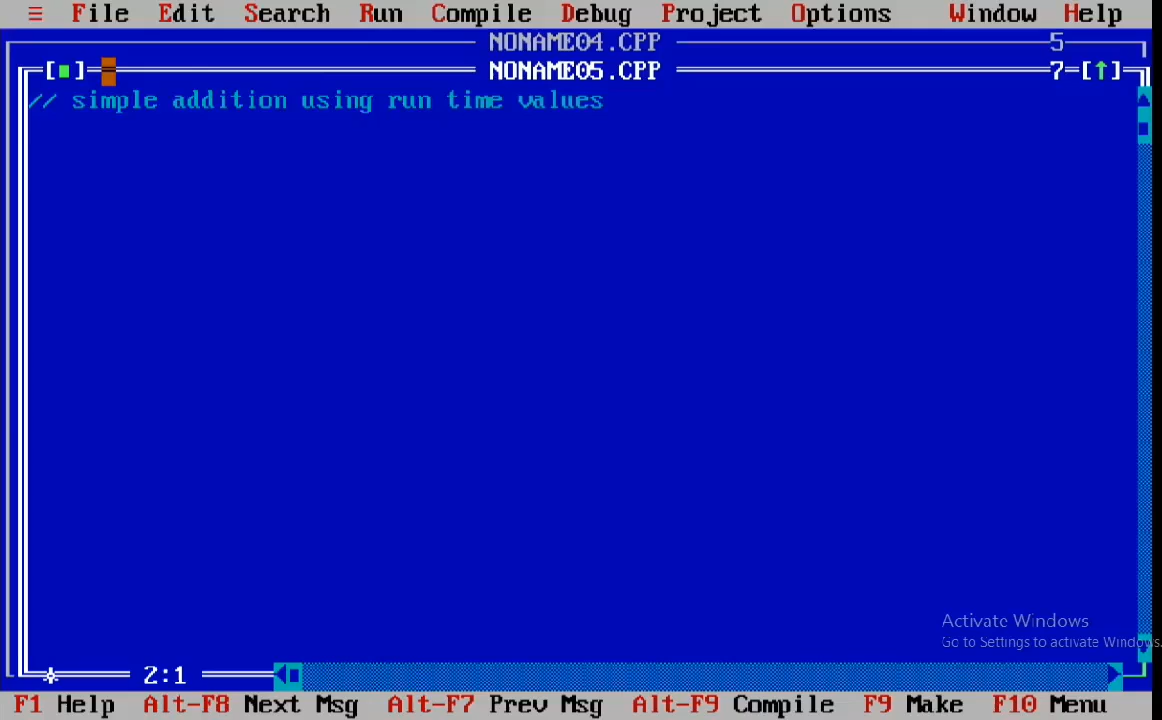 ≡ File Edit Search Run Compile Debug Project Options Window Help
NONAME04.CPP 5
[■] NONAME05.CPP 7=[↑]
// simple addition using run time values
Activate Windows
Go to Settings to activate Windows.
2:1
F1 Help Alt-F8 Next Msg Alt-F7 Prev Msg Alt-F9 Compile F9 Make F10 Menu